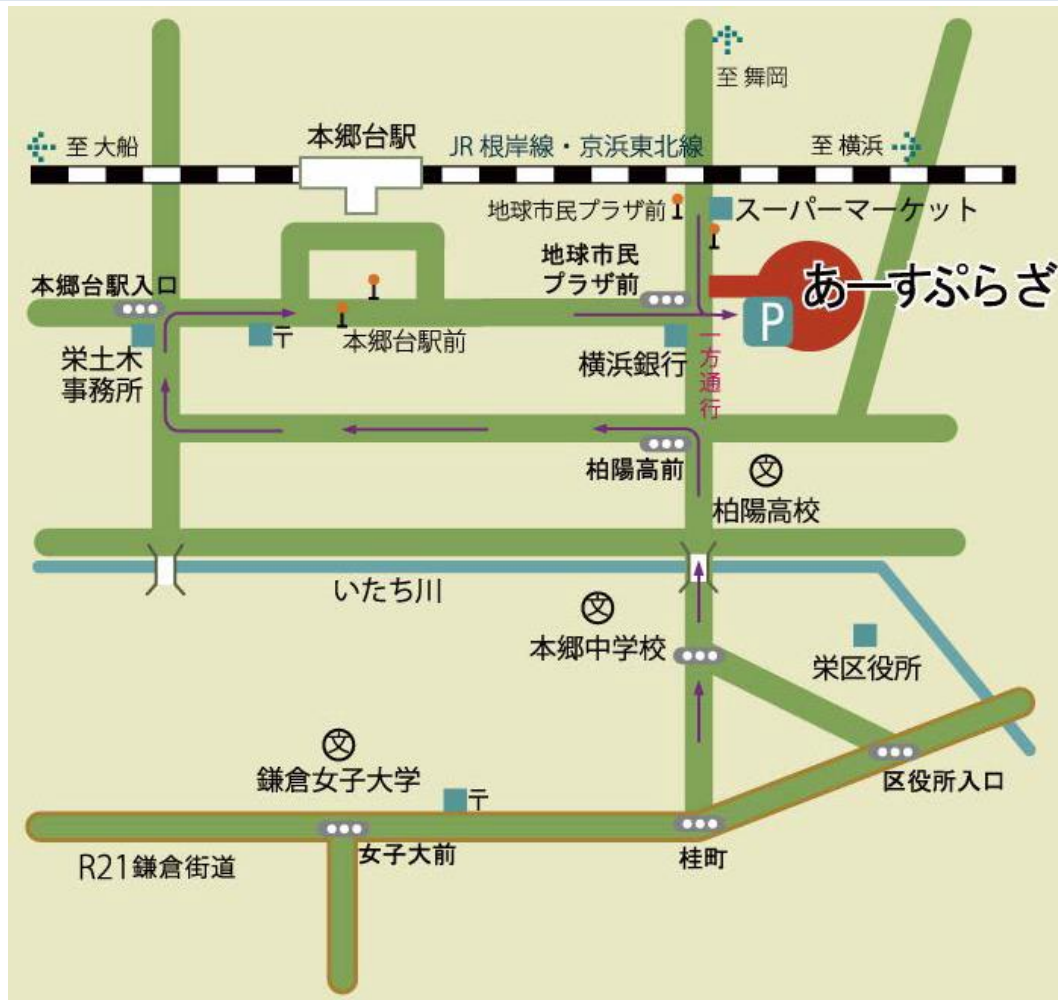 至 舞岡
本郷台駅
JR 根岸線・京浜東北線
至 大船
至 横浜
地球市民プラザ前
スーパーマーケット
地球市民
プラザ前
あーすぷらざ
本郷台駅入口
P
〒
本郷台駅前
栄土木
事務所
横浜銀行
一方通行
柏陽高前
文
柏陽高校
いたち川
文
本郷中学校
栄区役所
文
鎌倉女子大学
〒
区役所入口
R21鎌倉街道
女子大前
桂町